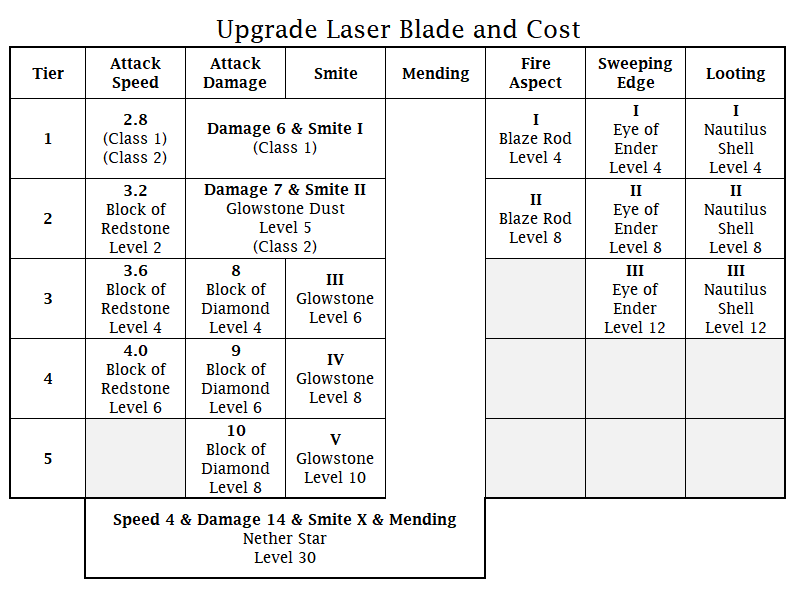 Upgrade Laser Blade and Cost
Tier
Attack
Speed
Attack
Damage
Smite
Mending
Fire
Aspect
Sweeping
Edge
Looting
1
2.8
(Class 1)
(Class 2)
Damage 6 & Smite I
(Class 1)
I
Blaze Rod
Level 4
I
Eye of
Ender
Level 4
I
Nautilus
Shell
Level 4
2
3.2
Block of
Redstone
Level 2
Damage 7 & Smite II
Glowstone Dust
Level 5
(Class 2)
II
Blaze Rod
Level 8
II
Eye of
Ender
Level 8
II
Nautilus
Shell
Level 8
3
3.6
Block of
Redstone
Level 4
8
Block of
Diamond
Level 4
III
Glowstone
Level 6
III
Eye of
Ender
Level 12
III
Nautilus
Shell
Level 12
4
4.0
Block of
Redstone
Level 6
9
Block of
Diamond
Level 6
IV
Glowstone
Level 8
5
10
Block of
Diamond
Level 8
V
Glowstone
Level 10
Speed 4 & Damage 14 & Smite X & Mending
Nether Star
Level 30